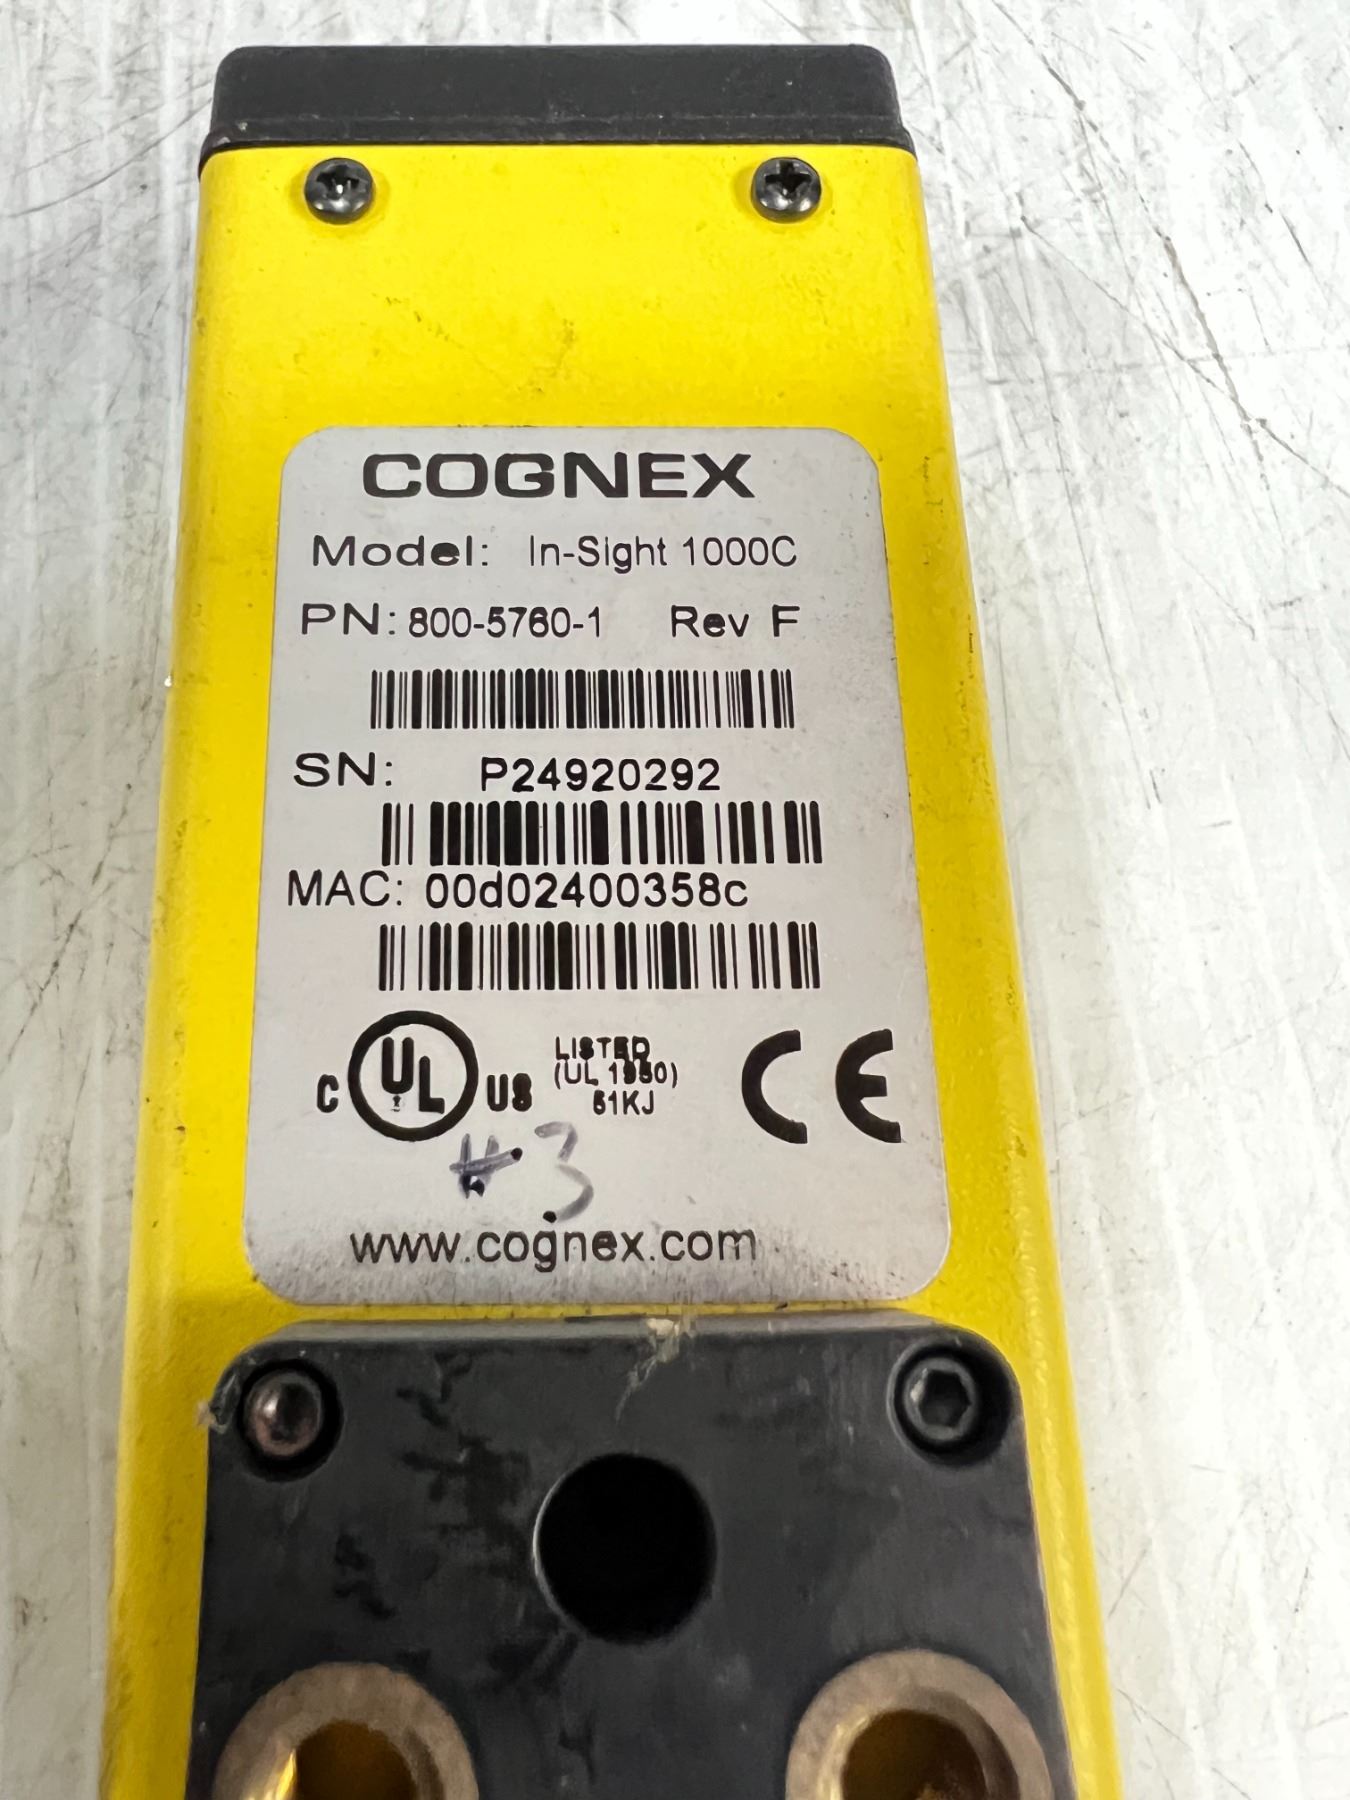 COGNEX
Model: In-Sight 1000C
PN: 800-5760-1 Rev F
SN: P24920292
MAC: 00d02400358c
C UL US LISTED
(UL 1950)
51KJ
CE
#3
www.cognex.com